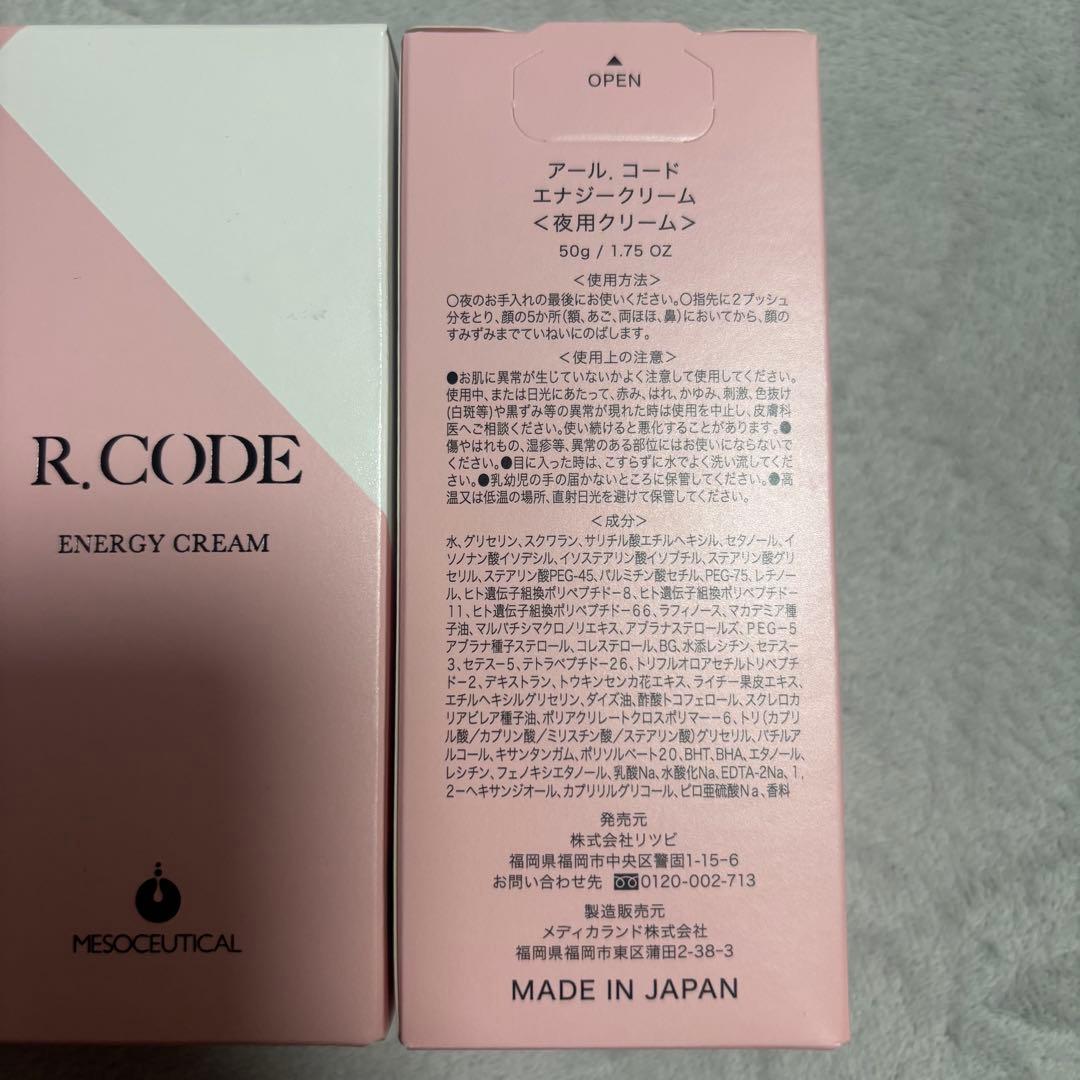 R.CODE
ENERGY CREAM
MESOCEUTICAL
▲
OPEN
アール.コード
エナジークリーム
＜夜用クリーム＞
50g / 1.75 OZ
＜使用方法＞
〇夜のお手入れの最後にお使いください。〇指先に2プッシュ
分をとり、顔の5か所(額、あご、両ほほ、鼻)においてから、顔の
すみずみまでていねいにのばします。
＜使用上の注意＞
●お肌に異常が生じていないかよく注意して使用してください。
使用中、または日光にあたって、赤み、はれ、かゆみ、刺激、色抜け
(白斑等)や黒ずみ等の異常が現れた時は使用を中止し、皮膚科
医へご相談ください。使い続けると悪化することがあります。●
傷やはれもの、湿疹等、異常のある部位にはお使いにならないで
ください。●目に入った時は、こすらずに水でよく洗い流してくだ
さい。●乳幼児の手の届かないところに保管してください。●高
温又は低温の場所、直射日光を避けて保管してください。
＜成分＞
水、グリセリン、スクワラン、サリチル酸エチルヘキシル、セタノール、イ
ソノナン酸イソデシル、イソステアリン酸イソプチル、ステアリン酸グリ
セリル、ステアリン酸PEG-45、パルミチン酸セチル、PEG-75、レチノー
ル、ヒト遺伝子組換ポリペプチド-8、ヒト遺伝子組換ポリペプチド-
11、ヒト遺伝子組換ポリペプチド-66、ラフィノース、マカデミア種
子油、マルバチシマクロノリエキス、アブラナステロールズ、PEG-5
アブラナ種子ステロール、コレステロール、BG、水添レシチン、セテス-
3、セテス-5、テトラペプチド-26、トリフルオロアセチルトリペプチ
ド-2、デキストラン、トウキンセンカ花エキス、ライチー果皮エキス、
エチルヘキシルグリセリン、ダイズ油、酢酸トコフェロール、スクレロカ
リアビレア種子油、ポリアクリレートクロスポリマー-6、トリ(カプリ
ル酸/カプリン酸/ミリスチン酸/ステアリン酸)グリセリル、バチルア
ルコール、キサンタンガム、ポリソルベート20、BHT、BHA、エタノール、
レシチン、フェノキシエタノール、乳酸Na、水酸化Na、EDTA-2Na、1,
2-ヘキサンジオール、カプリリルグリコール、ピロ亜硫酸Na、香料
発売元
株式会社リツビ
福岡県福岡市中央区警固1-15-6
お問い合わせ先 0120-002-713
製造販売元
メディカランド株式会社
福岡県福岡市東区蒲田2-38-3
MADE IN JAPAN